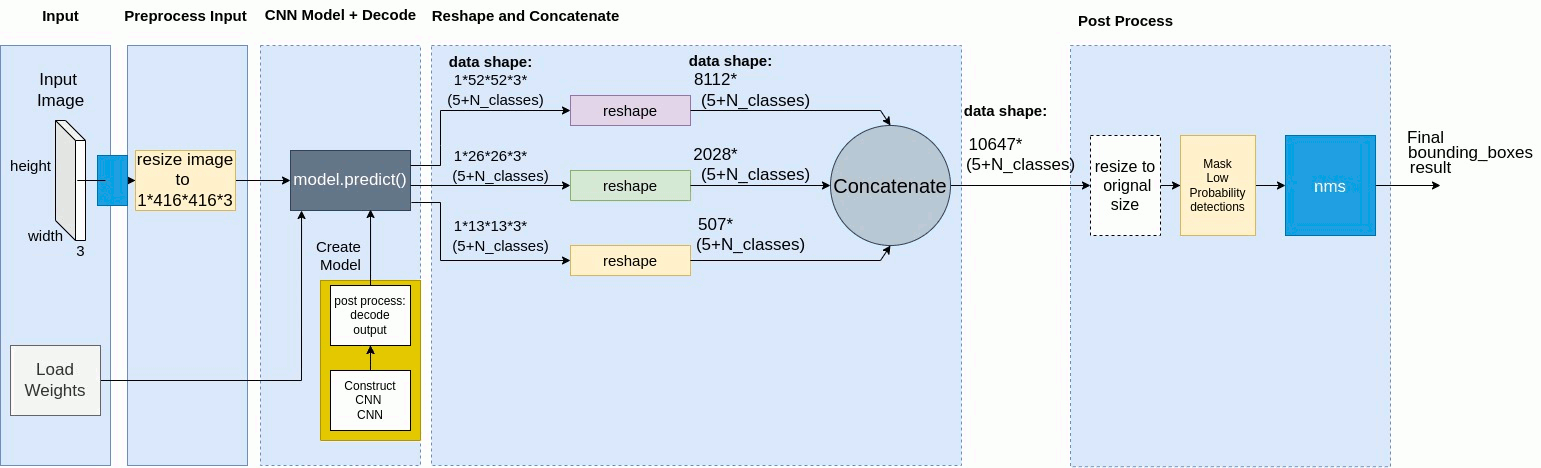 Input
Preprocess Input
CNN Model + Decode
Reshape and Concatenate
Post Process
Input
Image
height
width
3
Load
Weights
resize image
to
1*416*416*3
model.predict()
Create
Model
post process:
decode
output
Construct
CNN
CNN
data shape:
1*52*52*3*
(5+N_classes)
reshape
data shape:
8112*
(5+N_classes)
1*26*26*3*
(5+N_classes)
reshape
2028*
(5+N_classes)
1*13*13*3*
(5+N_classes)
reshape
507*
(5+N_classes)
Concatenate
data shape:
10647*
(5+N_classes)
resize to
orignal
size
Mask
Low
Probability
detections
nms
Final
bounding_boxes
result